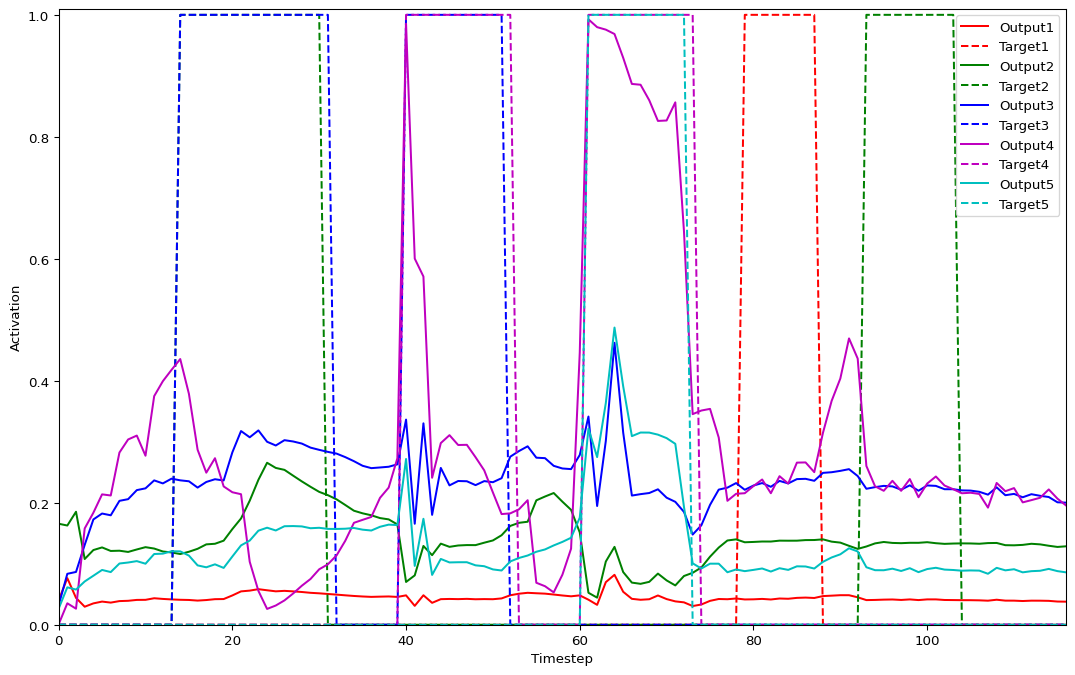 1.0
0.8
0.6
0.4
0.2
0.0
Activation
0
20
40
60
80
100
Timestep
Output1
Target1
Output2
Target2
Output3
Target3
Output4
Target4
Output5
Target5